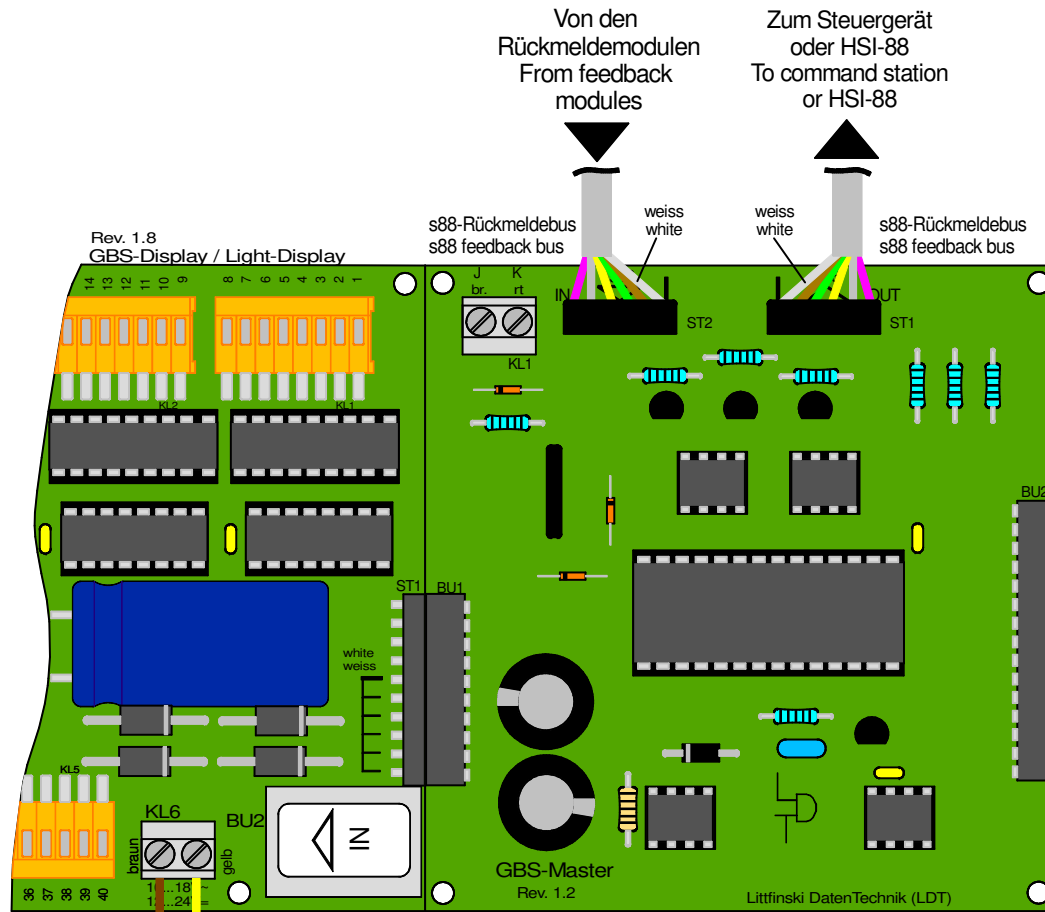 Von den
Rückmeldemodulen
From feedback
modules
Zum Steuergerät
oder HSI-88
To command station
or HSI-88
s88-Rückmeldebus
s88 feedback bus
weiss
white
weiss
white
s88-Rückmeldebus
s88 feedback bus
Rev. 1.8
GBS-Display / Light-Display
14 13 12 11 10 9
8 7 6 5 4 3 2 1
J K
br. rt
IN
OUT
ST2
ST1
KL1
KL2
KL1
BU2
ST1
BU1
white
weiss
KL5
KL6
BU2
IN
braun
gelb
36 37 38 39 40
GBS-Master
Rev. 1.2
Littfinski DatenTechnik (LDT)